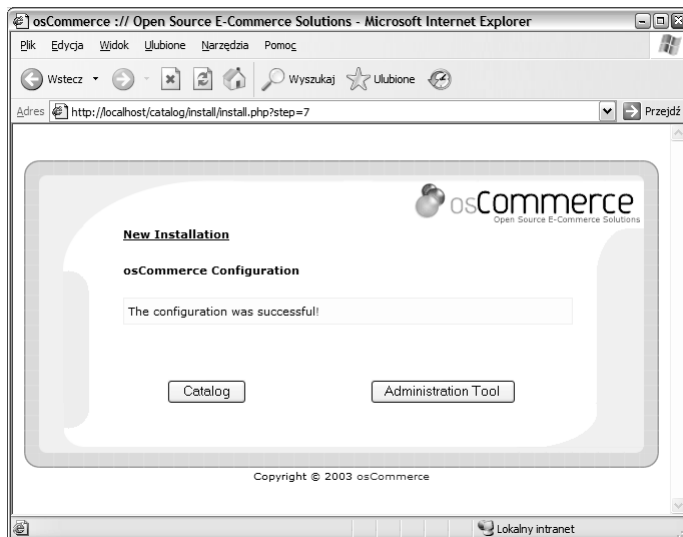 osCommerce :// Open Source E-Commerce Solutions - Microsoft Internet Explorer
Plik Edycja Widok Ulubione Narzędzia Pomoc
Wstecz Wyszukaj Ulubione
Adres http://localhost/catalog/install/install.php?step=7 Przejdź
osCommerce
Open Source E-Commerce Solutions
New Installation
osCommerce Configuration
The configuration was successful!
Catalog Administration Tool
Copyright © 2003 osCommerce
Lokalny intranet